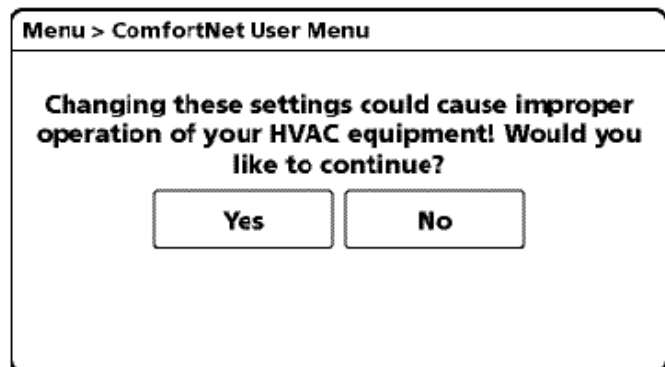 Menu > ComfortNet User Menu
Changing these settings could cause improper
operation of your HVAC equipment! Would you
like to continue?
Yes No